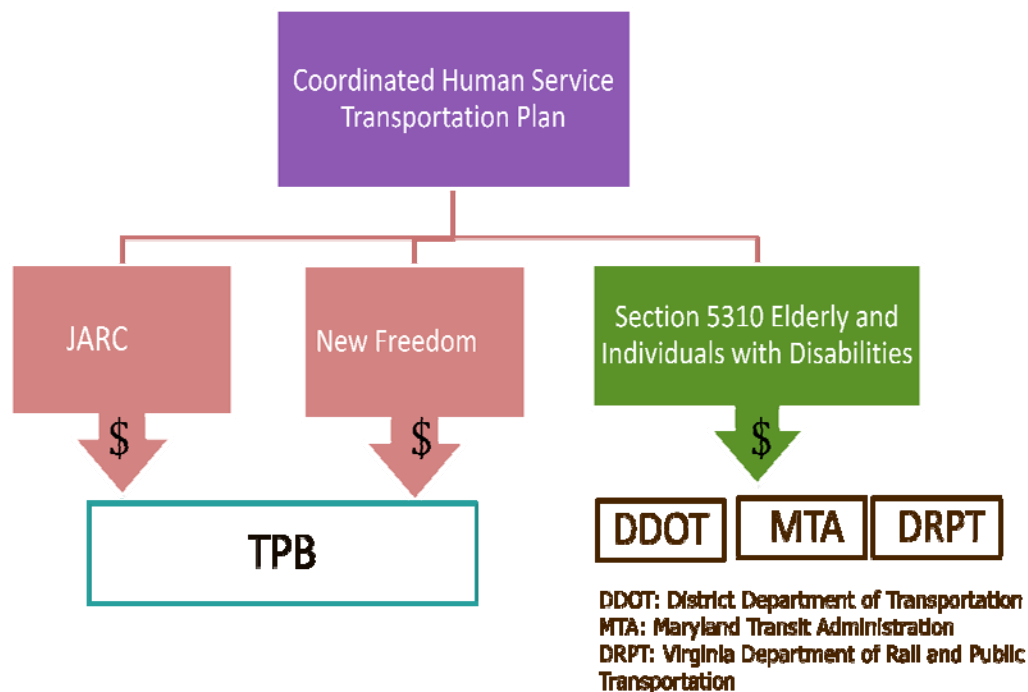 Coordinated Human Service
Transportation Plan
JARC
New Freedom
Section 5310 Elderly and
Individuals with Disabilities
$
$
$
TPB
DDOT
MTA
DRPT
DDOT: District Department of Transportation
MTA: Maryland Transit Administration
DRPT: Virginia Department of Rail and Public
Transportation